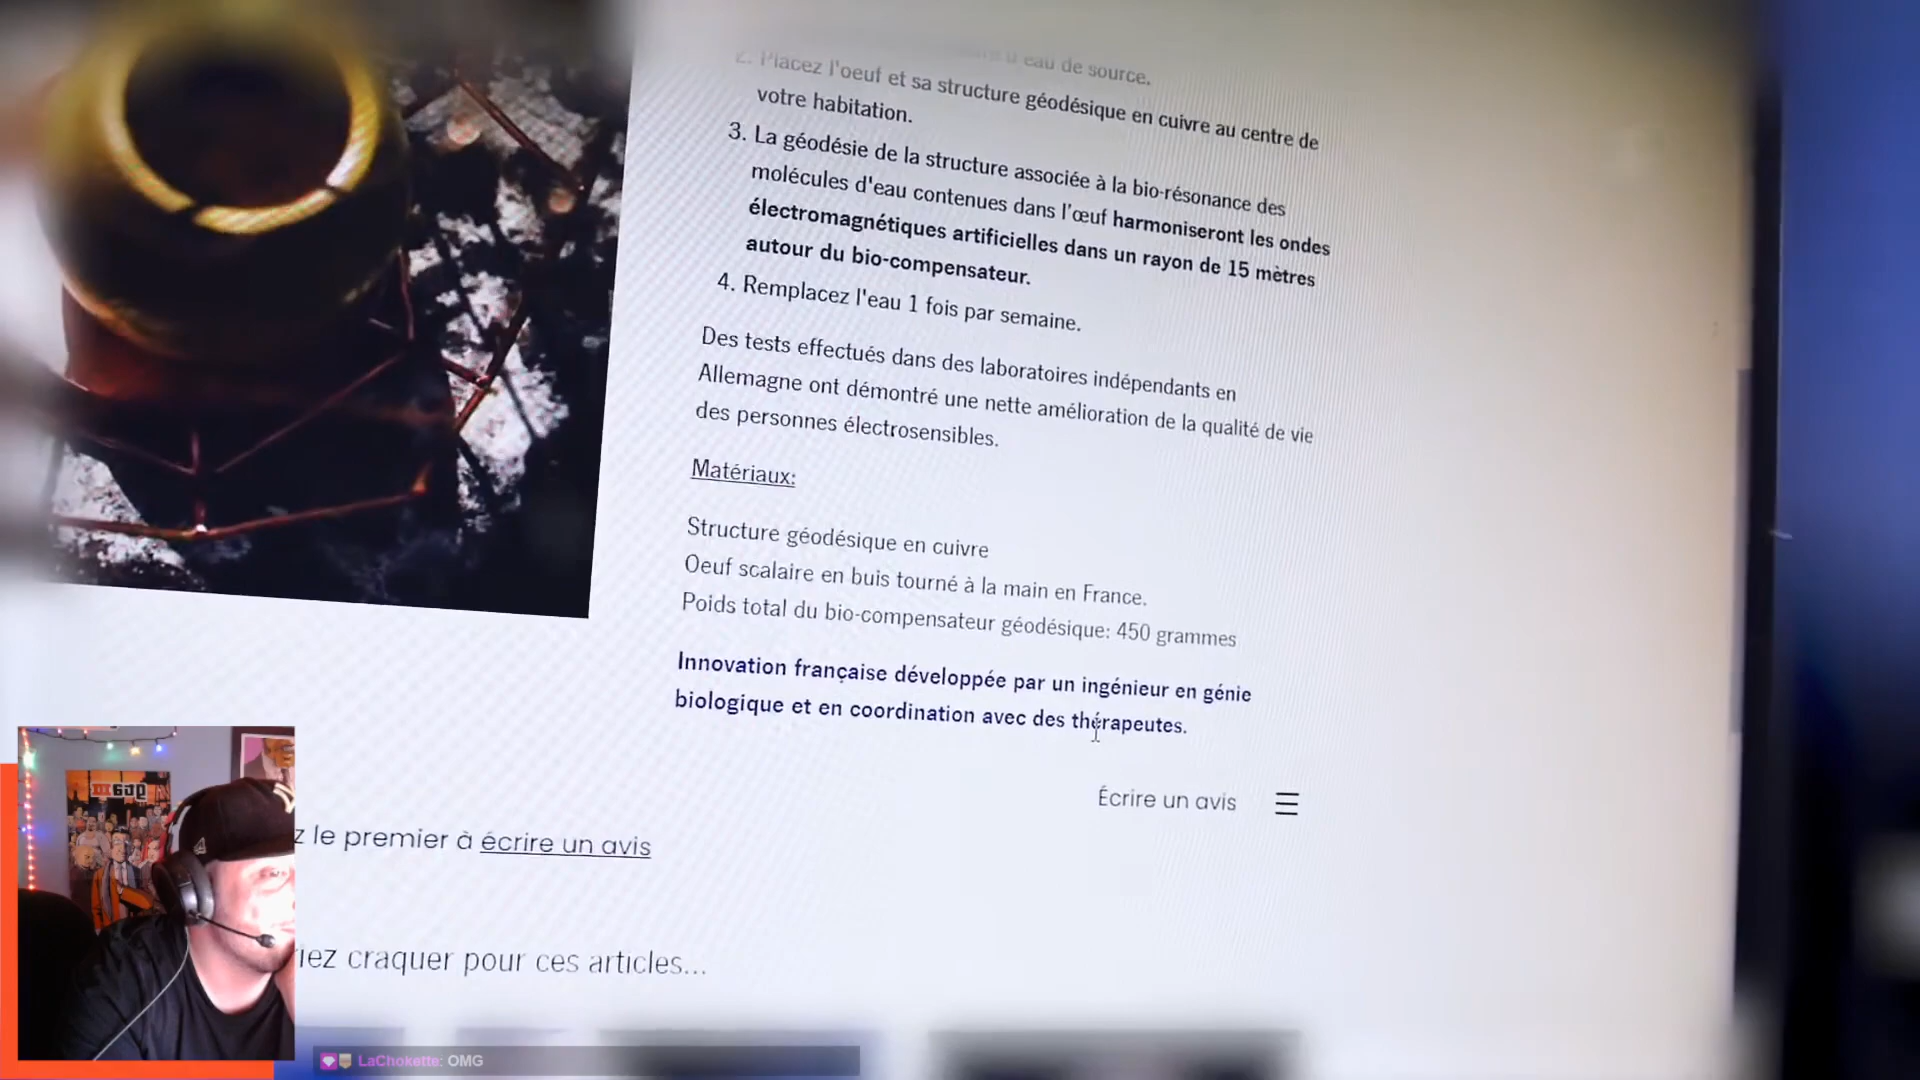 d'eau de source.
2. Placez l'oeuf et sa structure géodésique en cuivre au centre de
votre habitation.
3. La géodésie de la structure associée à la bio-résonance des
molécules d'eau contenues dans l'œuf harmoniseront les ondes
électromagnétiques artificielles dans un rayon de 15 mètres
autour du bio-compensateur.
4. Remplacez l'eau 1 fois par semaine.
Des tests effectués dans des laboratoires indépendants en
Allemagne ont démontré une nette amélioration de la qualité de vie
des personnes électrosensibles.
Matériaux:
Structure géodésique en cuivre
Oeuf scalaire en buis tourné à la main en France.
Poids total du bio-compensateur géodésique: 450 grammes
Innovation française développée par un ingénieur en génie
biologique et en coordination avec des thérapeutes.
Écrire un avis
z le premier à écrire un avis
iez craquer pour ces articles...
LaChokette: OMG